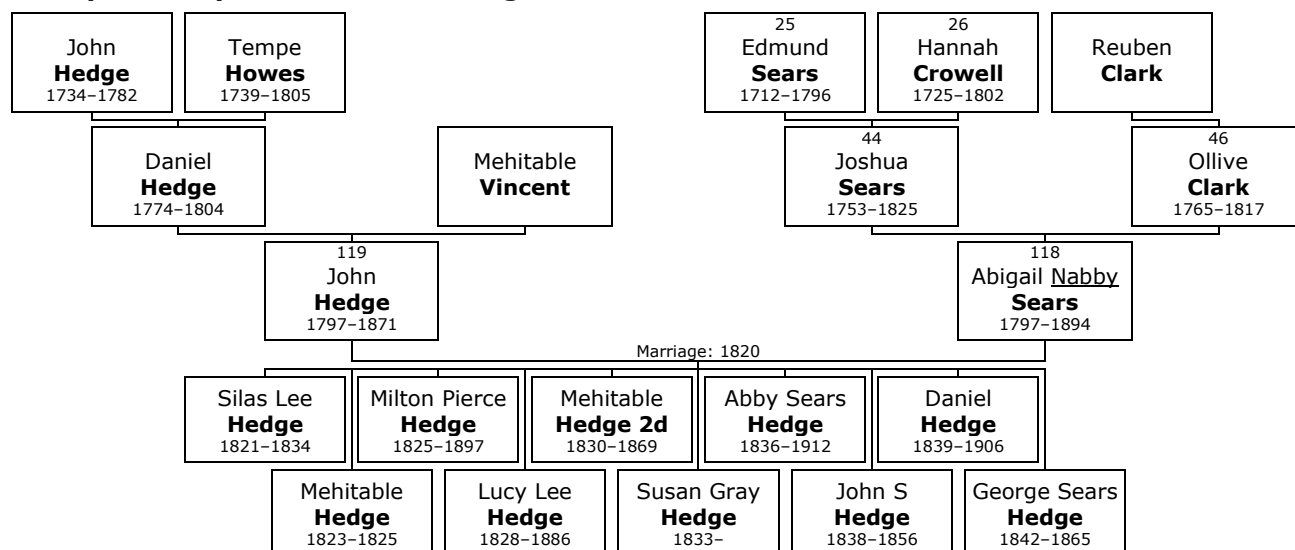 John
Hedge
1734–1782
Tempe
Howes
1739–1805
25
Edmund
Sears
1712–1796
26
Hannah
Crowell
1725–1802
Reuben
Clark
Daniel
Hedge
1774–1804
Mehitable
Vincent
44
Joshua
Sears
1753–1825
46
Ollive
Clark
1765–1817
119
John
Hedge
1797–1871
118
Abigail Nabby
Sears
1797–1894
Marriage: 1820
Silas Lee
Hedge
1821–1834
Milton Pierce
Hedge
1825–1897
Mehitable
Hedge 2d
1830–1869
Abby Sears
Hedge
1836–1912
Daniel
Hedge
1839–1906
Mehitable
Hedge
1823–1825
Lucy Lee
Hedge
1828–1886
Susan Gray
Hedge
1833–
John S
Hedge
1838–1856
George Sears
Hedge
1842–1865